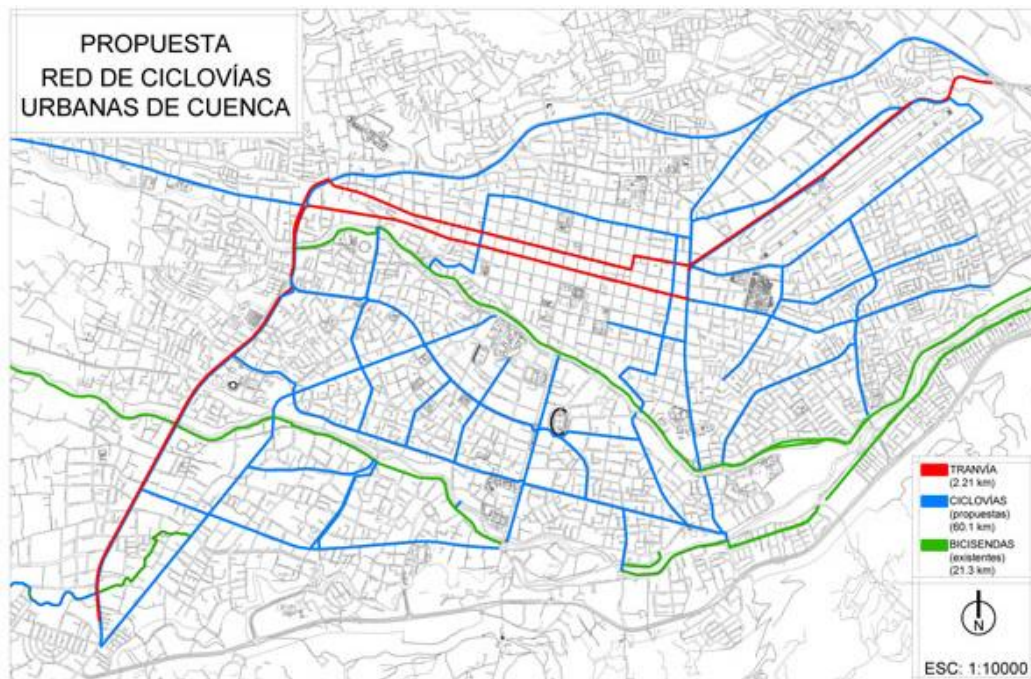 PROPUESTA
RED DE CICLOVÍAS
URBANAS DE CUENCA
TRANVÍA
(2.21 km)
CICLOVÍAS
(propuestas)
(60.1 km)
BICISENDAS
(existentes)
(21.3 km)
N
ESC: 1:10000